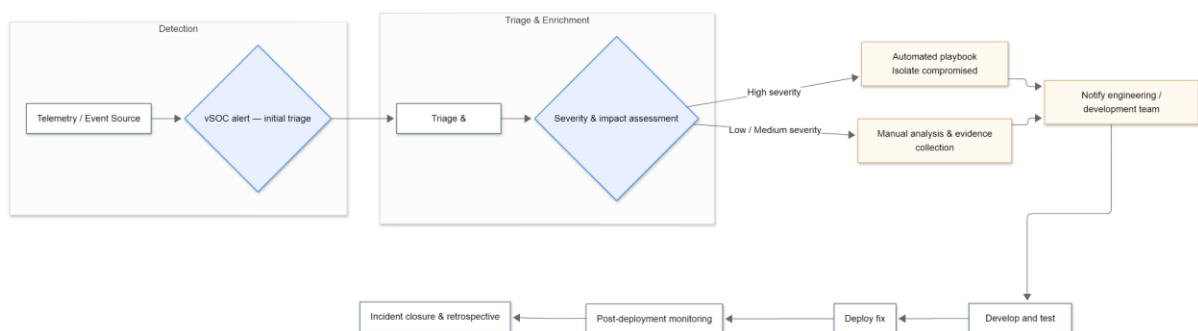 Detection
Telemetry / Event Source
vSOC alert — initial triage
Triage & Enrichment
Triage &
Severity & impact assessment
High severity
Low / Medium severity
Automated playbook
Isolate compromised
Manual analysis & evidence
collection
Notify engineering /
development team
Develop and test
Deploy fix
Post-deployment monitoring
Incident closure & retrospective